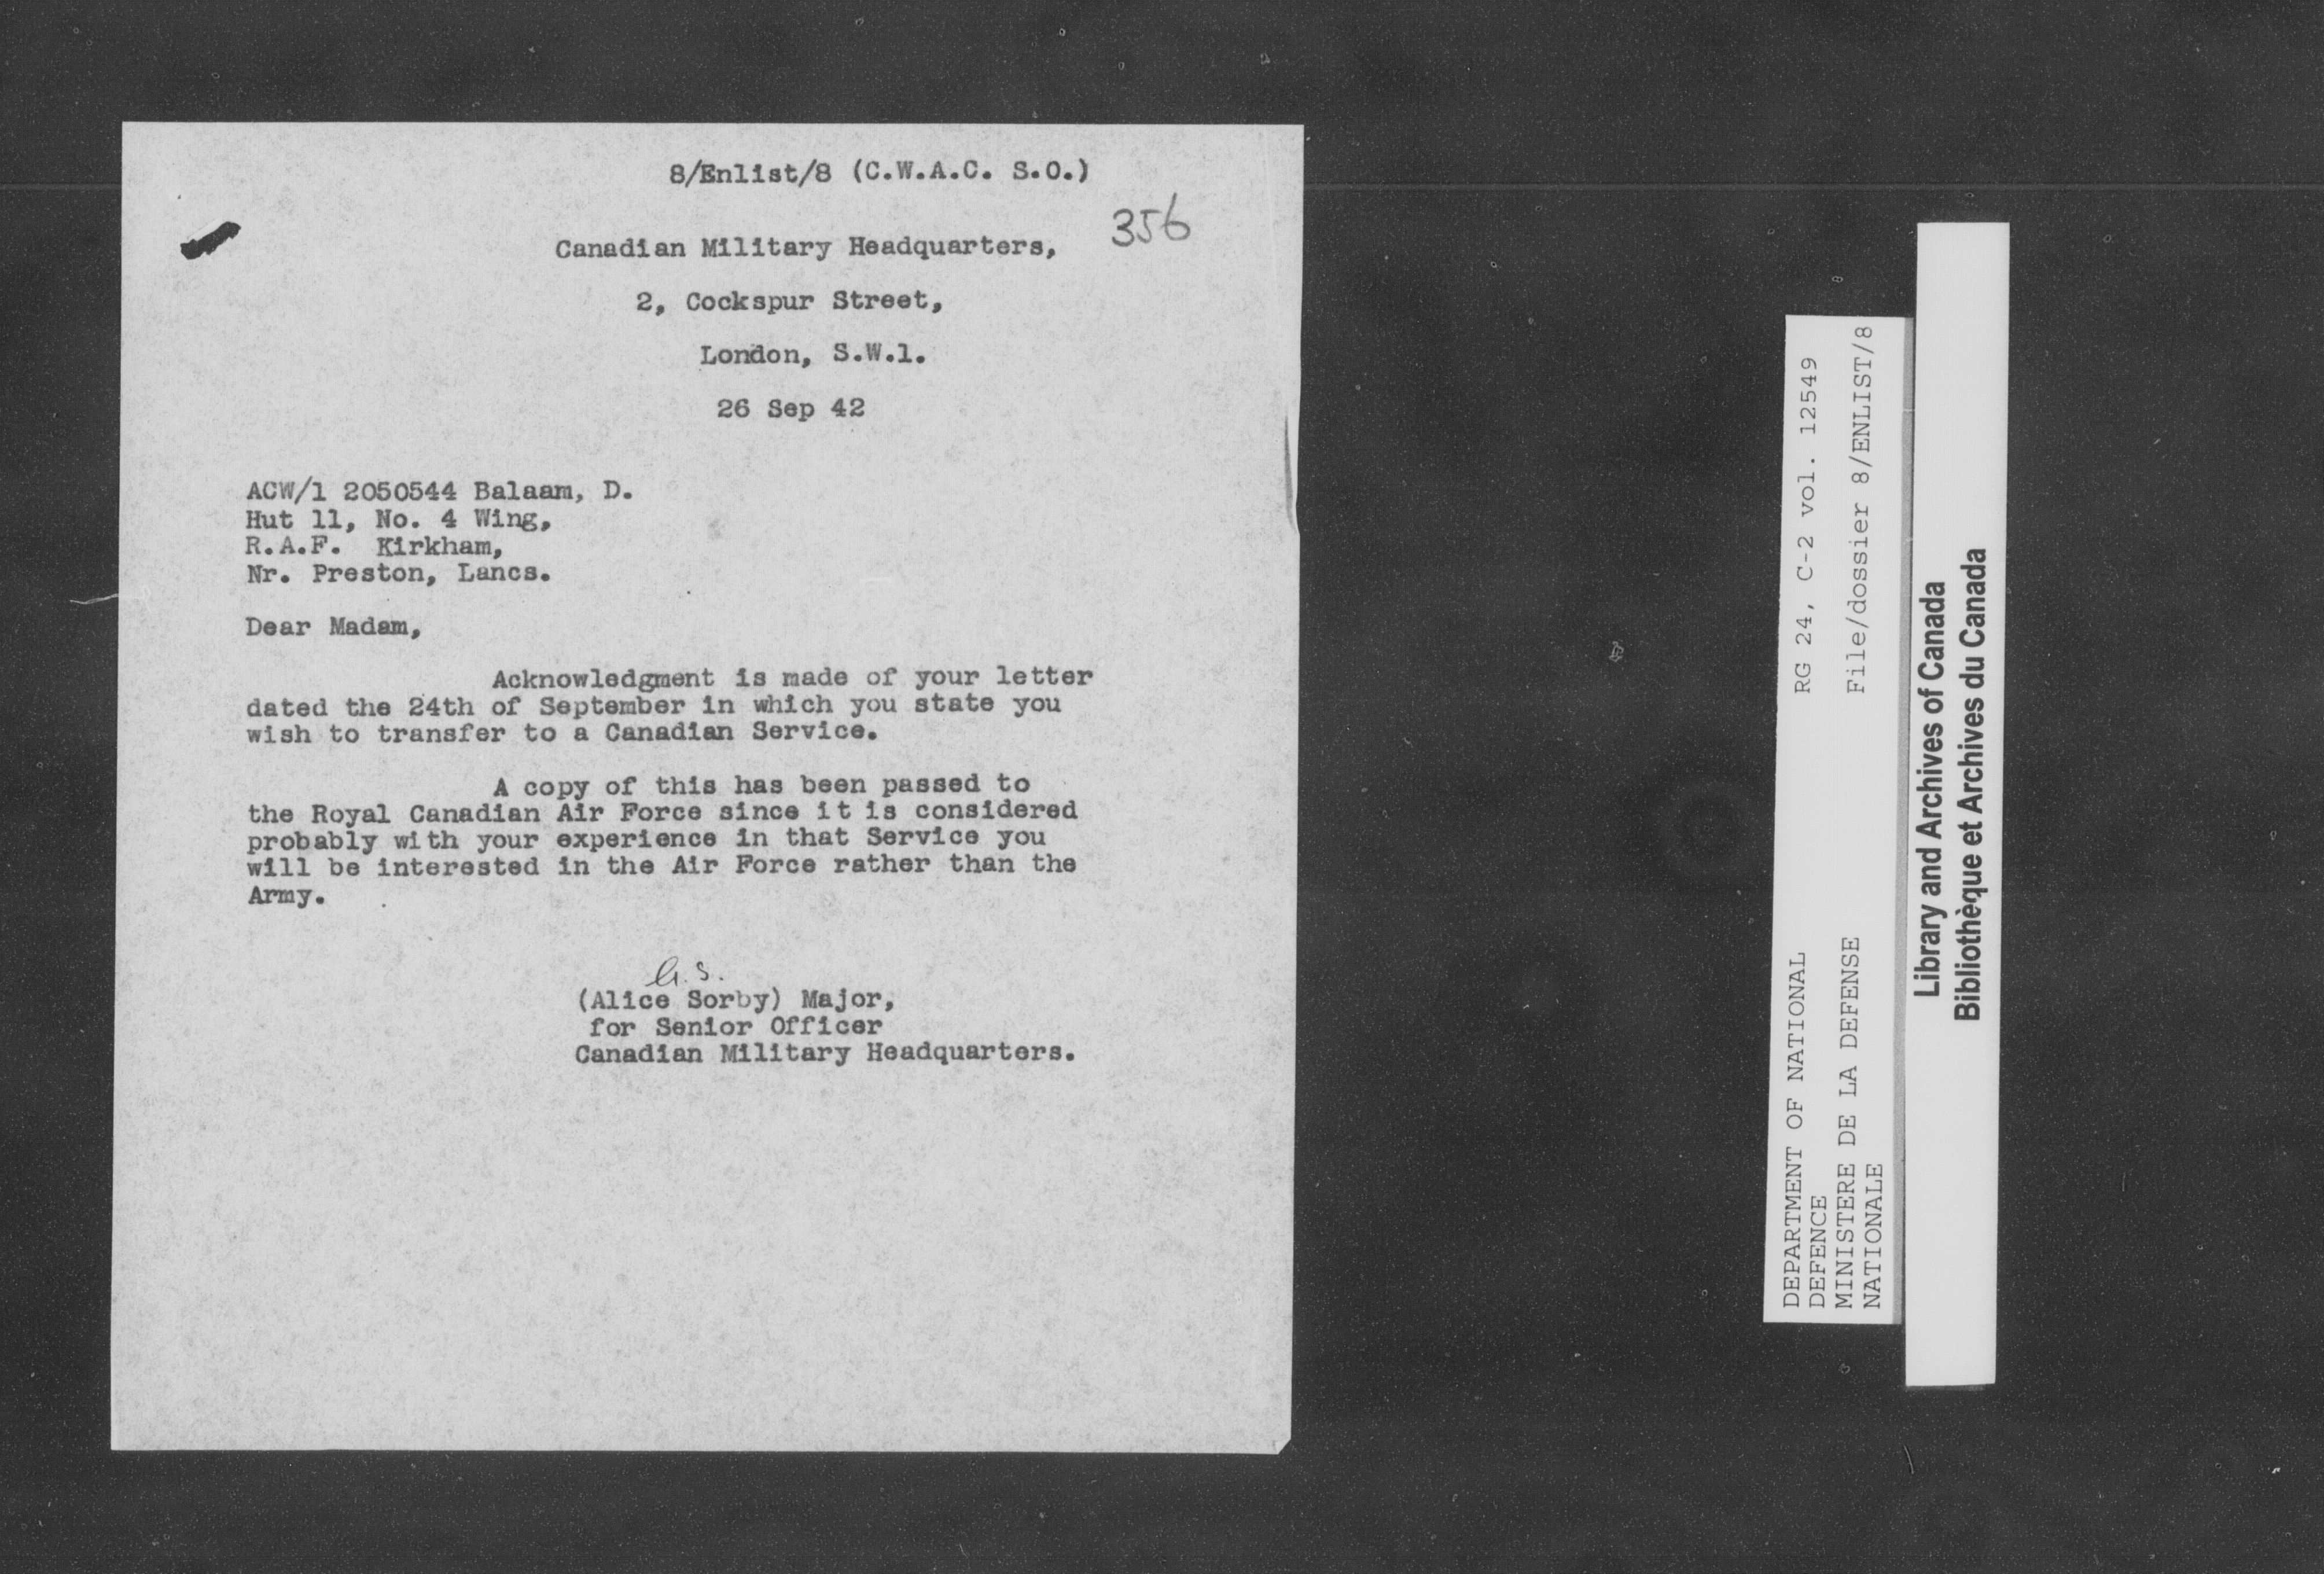 8/Enlist/8 (C.W.A.C. S.O.)
356
Canadian Military Headquarters,
2, Cockspur Street,
London, S.W.1.
26 Sep 42
ACW/1 2050544 Balaam, D.
Hut 11, No. 4 Wing,
R.A.F. Kirkham,
Nr. Preston, Lancs.
Dear Madam,
Acknowledgment is made of your letter
dated the 24th of September in which you state you
wish to transfer to a Canadian Service.
A copy of this has been passed to
the Royal Canadian Air Force since it is considered
probably with your experience in that Service you
will be interested in the Air Force rather than the
Army.
A.S.
(Alice Sorby) Major,
for Senior Officer
Canadian Military Headquarters.
DEPARTMENT OF NATIONAL
DEFENCE
MINISTERE DE LA DEFENSE
NATIONALE
RG 24, C-2 vol. 12549
File/dossier 8/ENLIST/8
Library and Archives of Canada
Bibliothèque et Archives du Canada